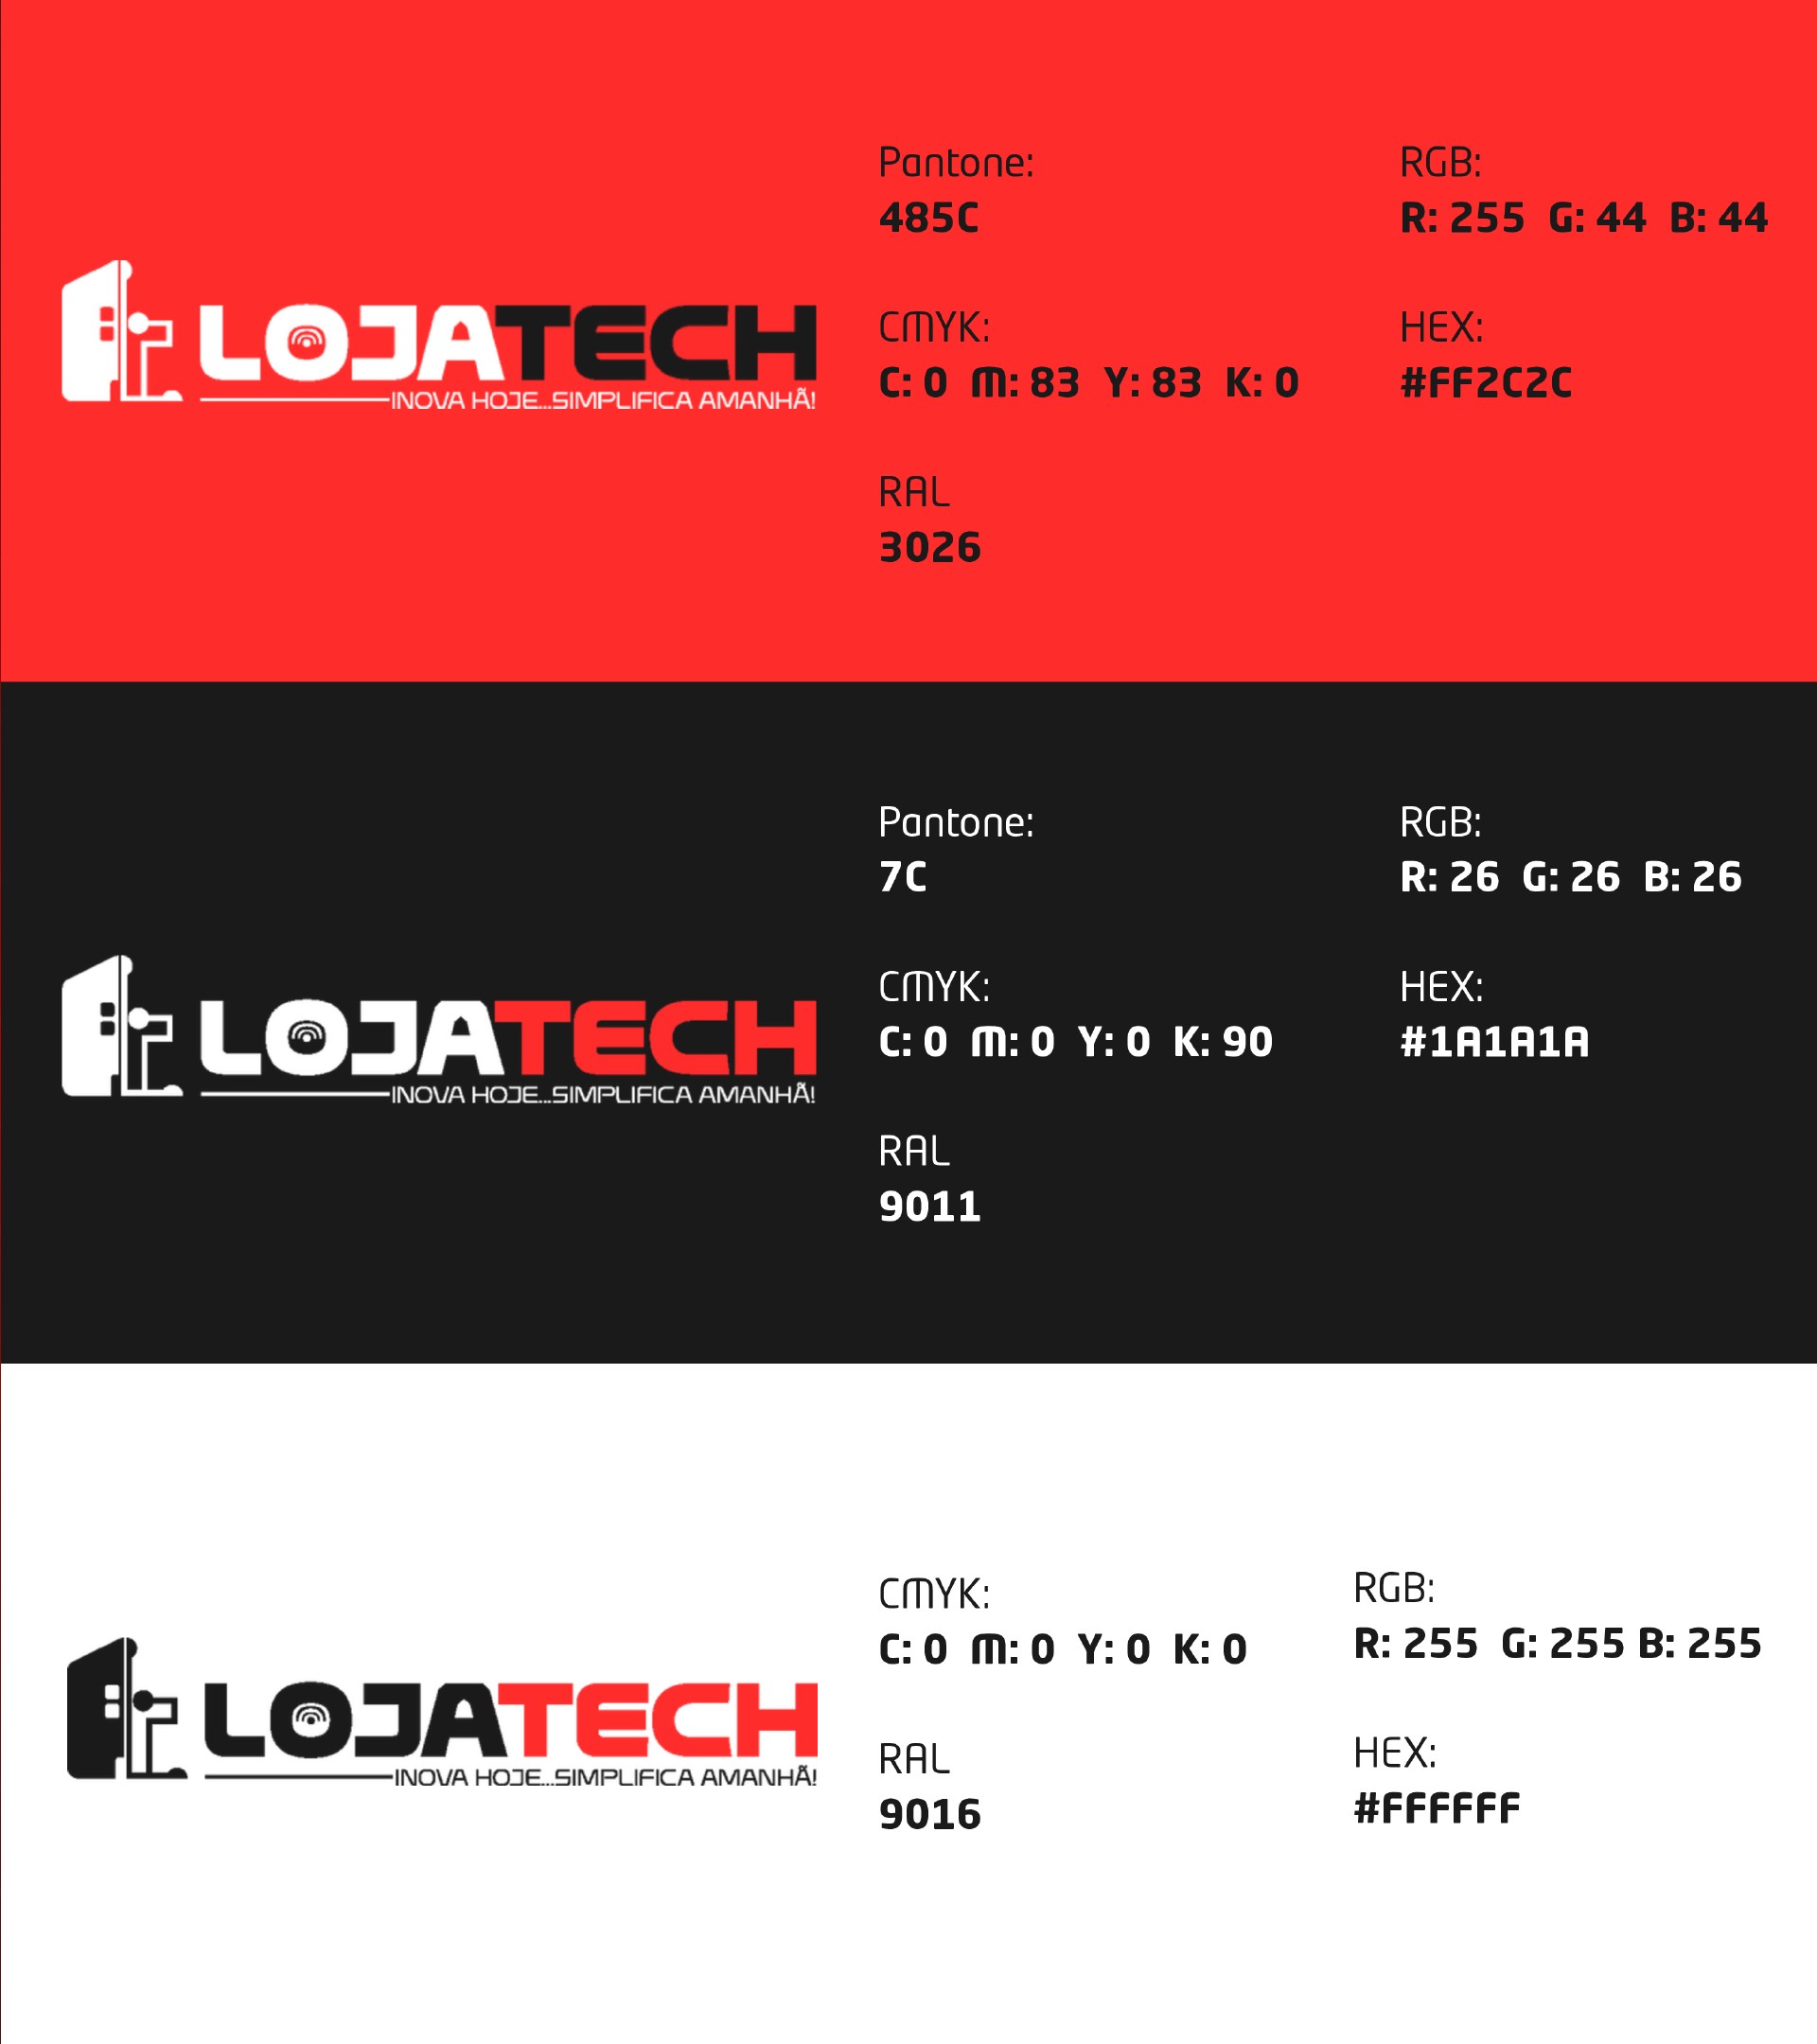 LOJATECH
INOVA HOJE...SIMPLIFICA AMANHÃ!
Pantone:
485C
CMYK:
C: 0 M: 83 Y: 83 K: 0
RAL
3026
RGB:
R: 255 G: 44 B: 44
HEX:
#FF2C2C
LOJATECH
INOVA HOJE...SIMPLIFICA AMANHÃ!
Pantone:
7C
CMYK:
C: 0 M: 0 Y: 0 K: 90
RAL
9011
RGB:
R: 26 G: 26 B: 26
HEX:
#1A1A1A
LOJATECH
INOVA HOJE...SIMPLIFICA AMANHÃ!
CMYK:
C: 0 M: 0 Y: 0 K: 0
RAL
9016
RGB:
R: 255 G: 255 B: 255
HEX:
#FFFFFF